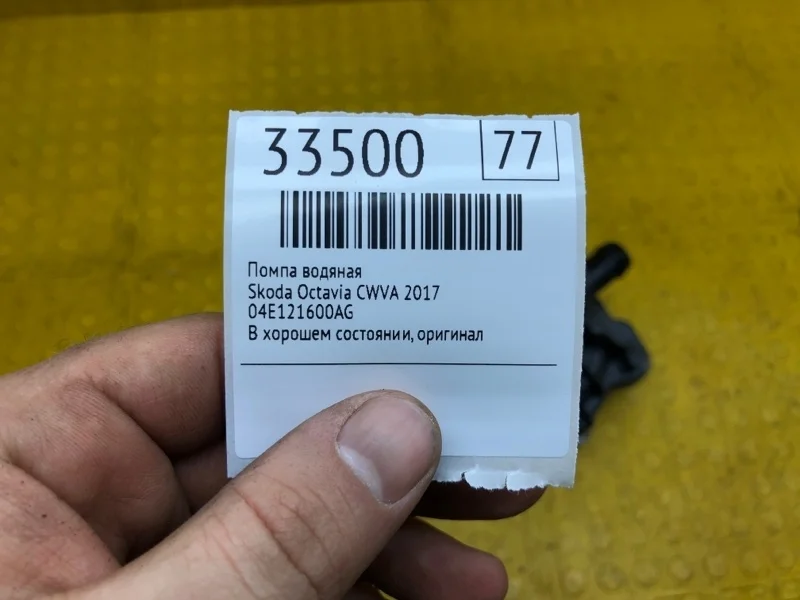 33500 77
Помпа водяная
Skoda Octavia CWVA 2017
04E121600AG
В хорошем состоянии, оригинал